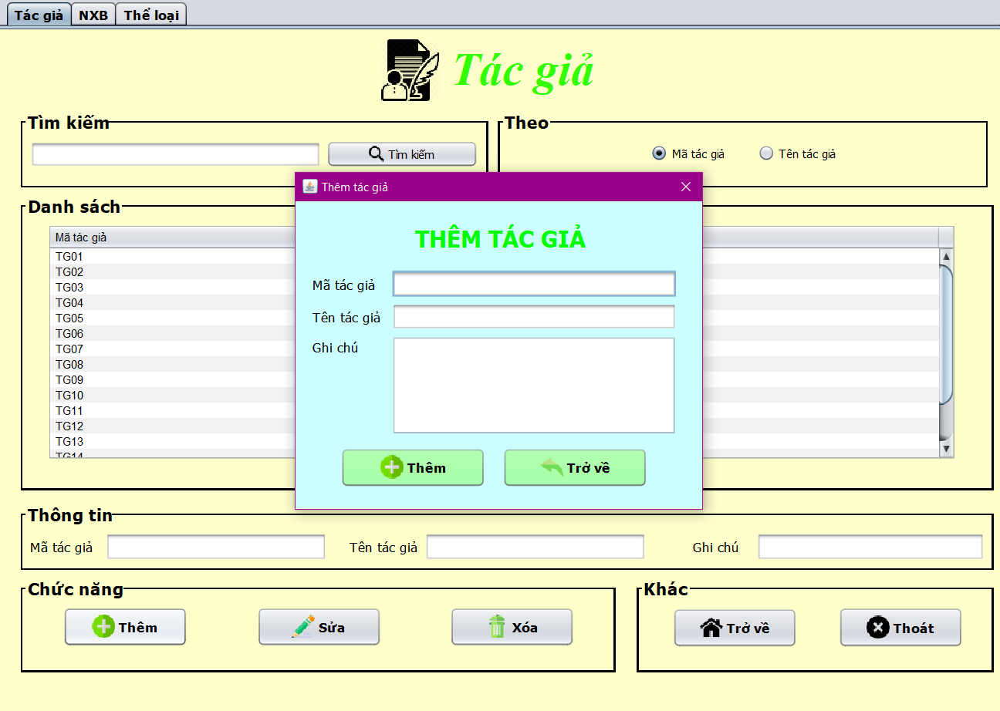 Tác giả NXB Thể loại
Tác giả
Tìm kiếm
Tìm kiếm
Theo
Mã tác giả Tên tác giả
Danh sách
Mã tác giả
TG01
TG02
TG03
TG04
TG05
TG06
TG07
TG08
TG09
TG10
TG11
TG12
TG13
TG14
Thêm tác giả
THÊM TÁC GIẢ
Mã tác giả
Tên tác giả
Ghi chú
Thêm Trở về
Thông tin
Mã tác giả Tên tác giả Ghi chú
Chức năng
Thêm Sửa Xóa
Khác
Trở về Thoát